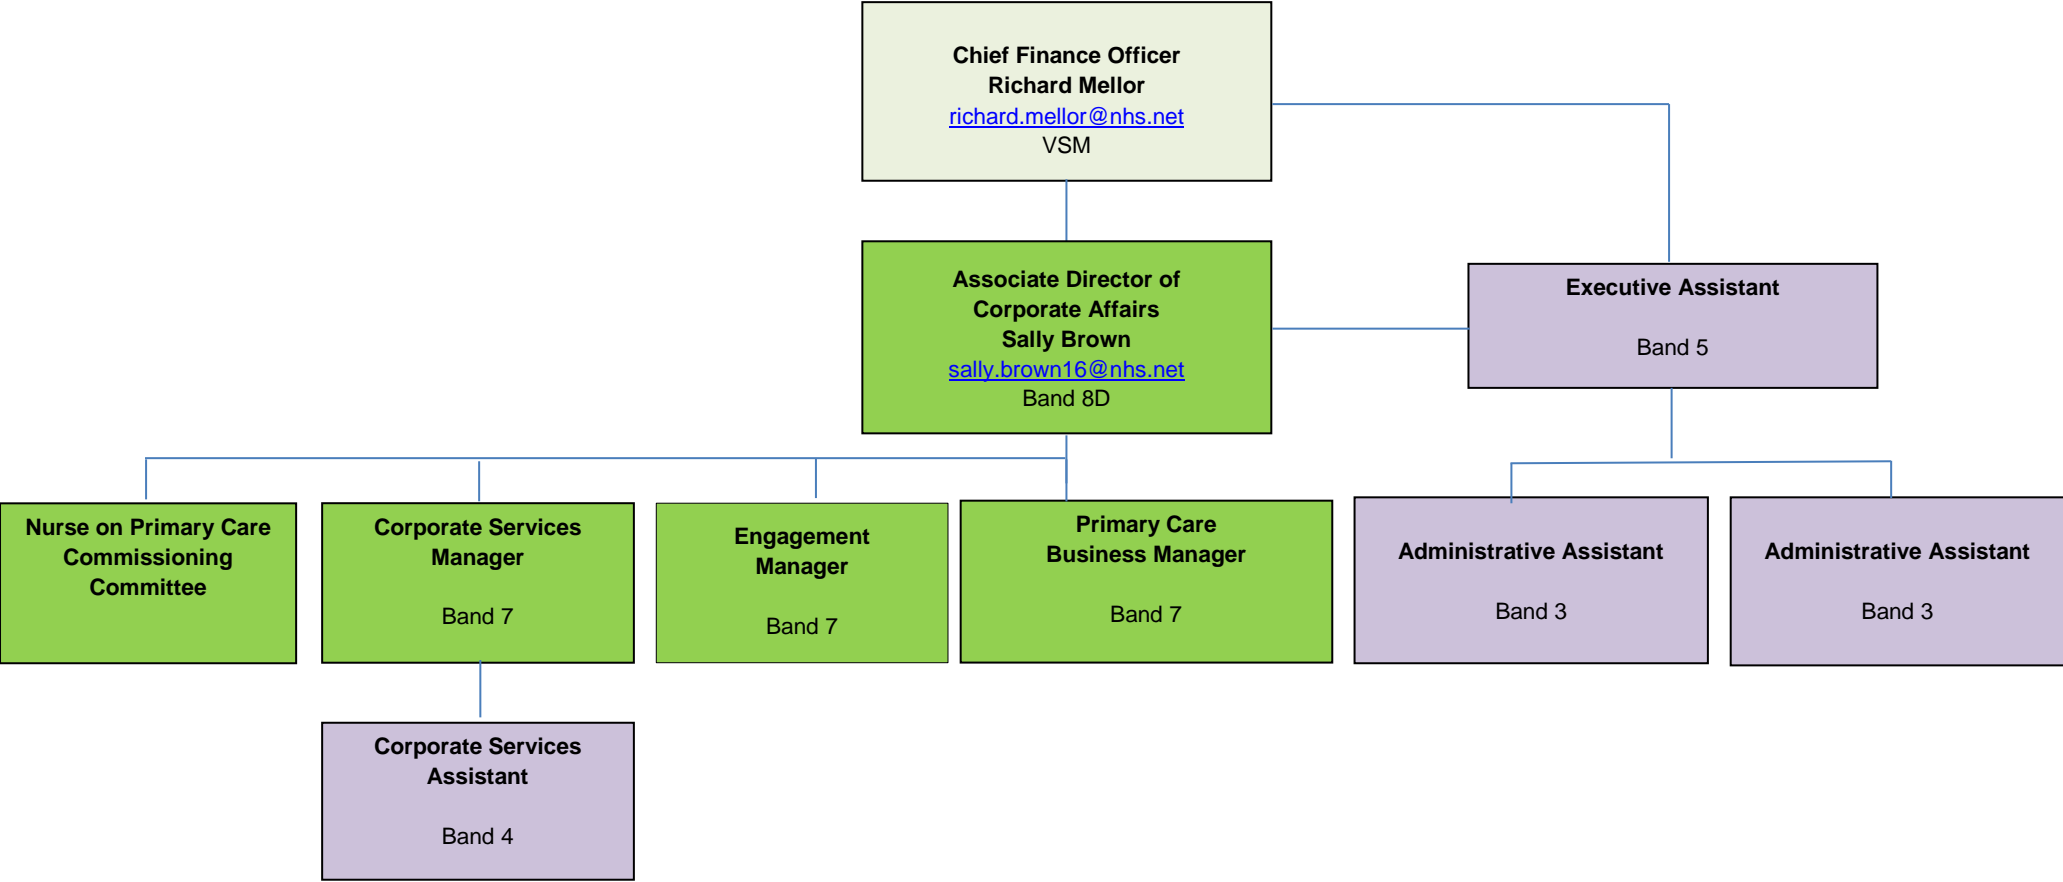 Chief Finance Officer
Richard Mellor
richard.mellor@nhs.net
VSM
Associate Director of
Corporate Affairs
Sally Brown
sally.brown16@nhs.net
Band 8D
Executive Assistant
Band 5
Nurse on Primary Care
Commissioning
Committee
Corporate Services
Manager
Band 7
Engagement
Manager
Band 7
Primary Care
Business Manager
Band 7
Administrative Assistant
Band 3
Administrative Assistant
Band 3
Corporate Services
Assistant
Band 4